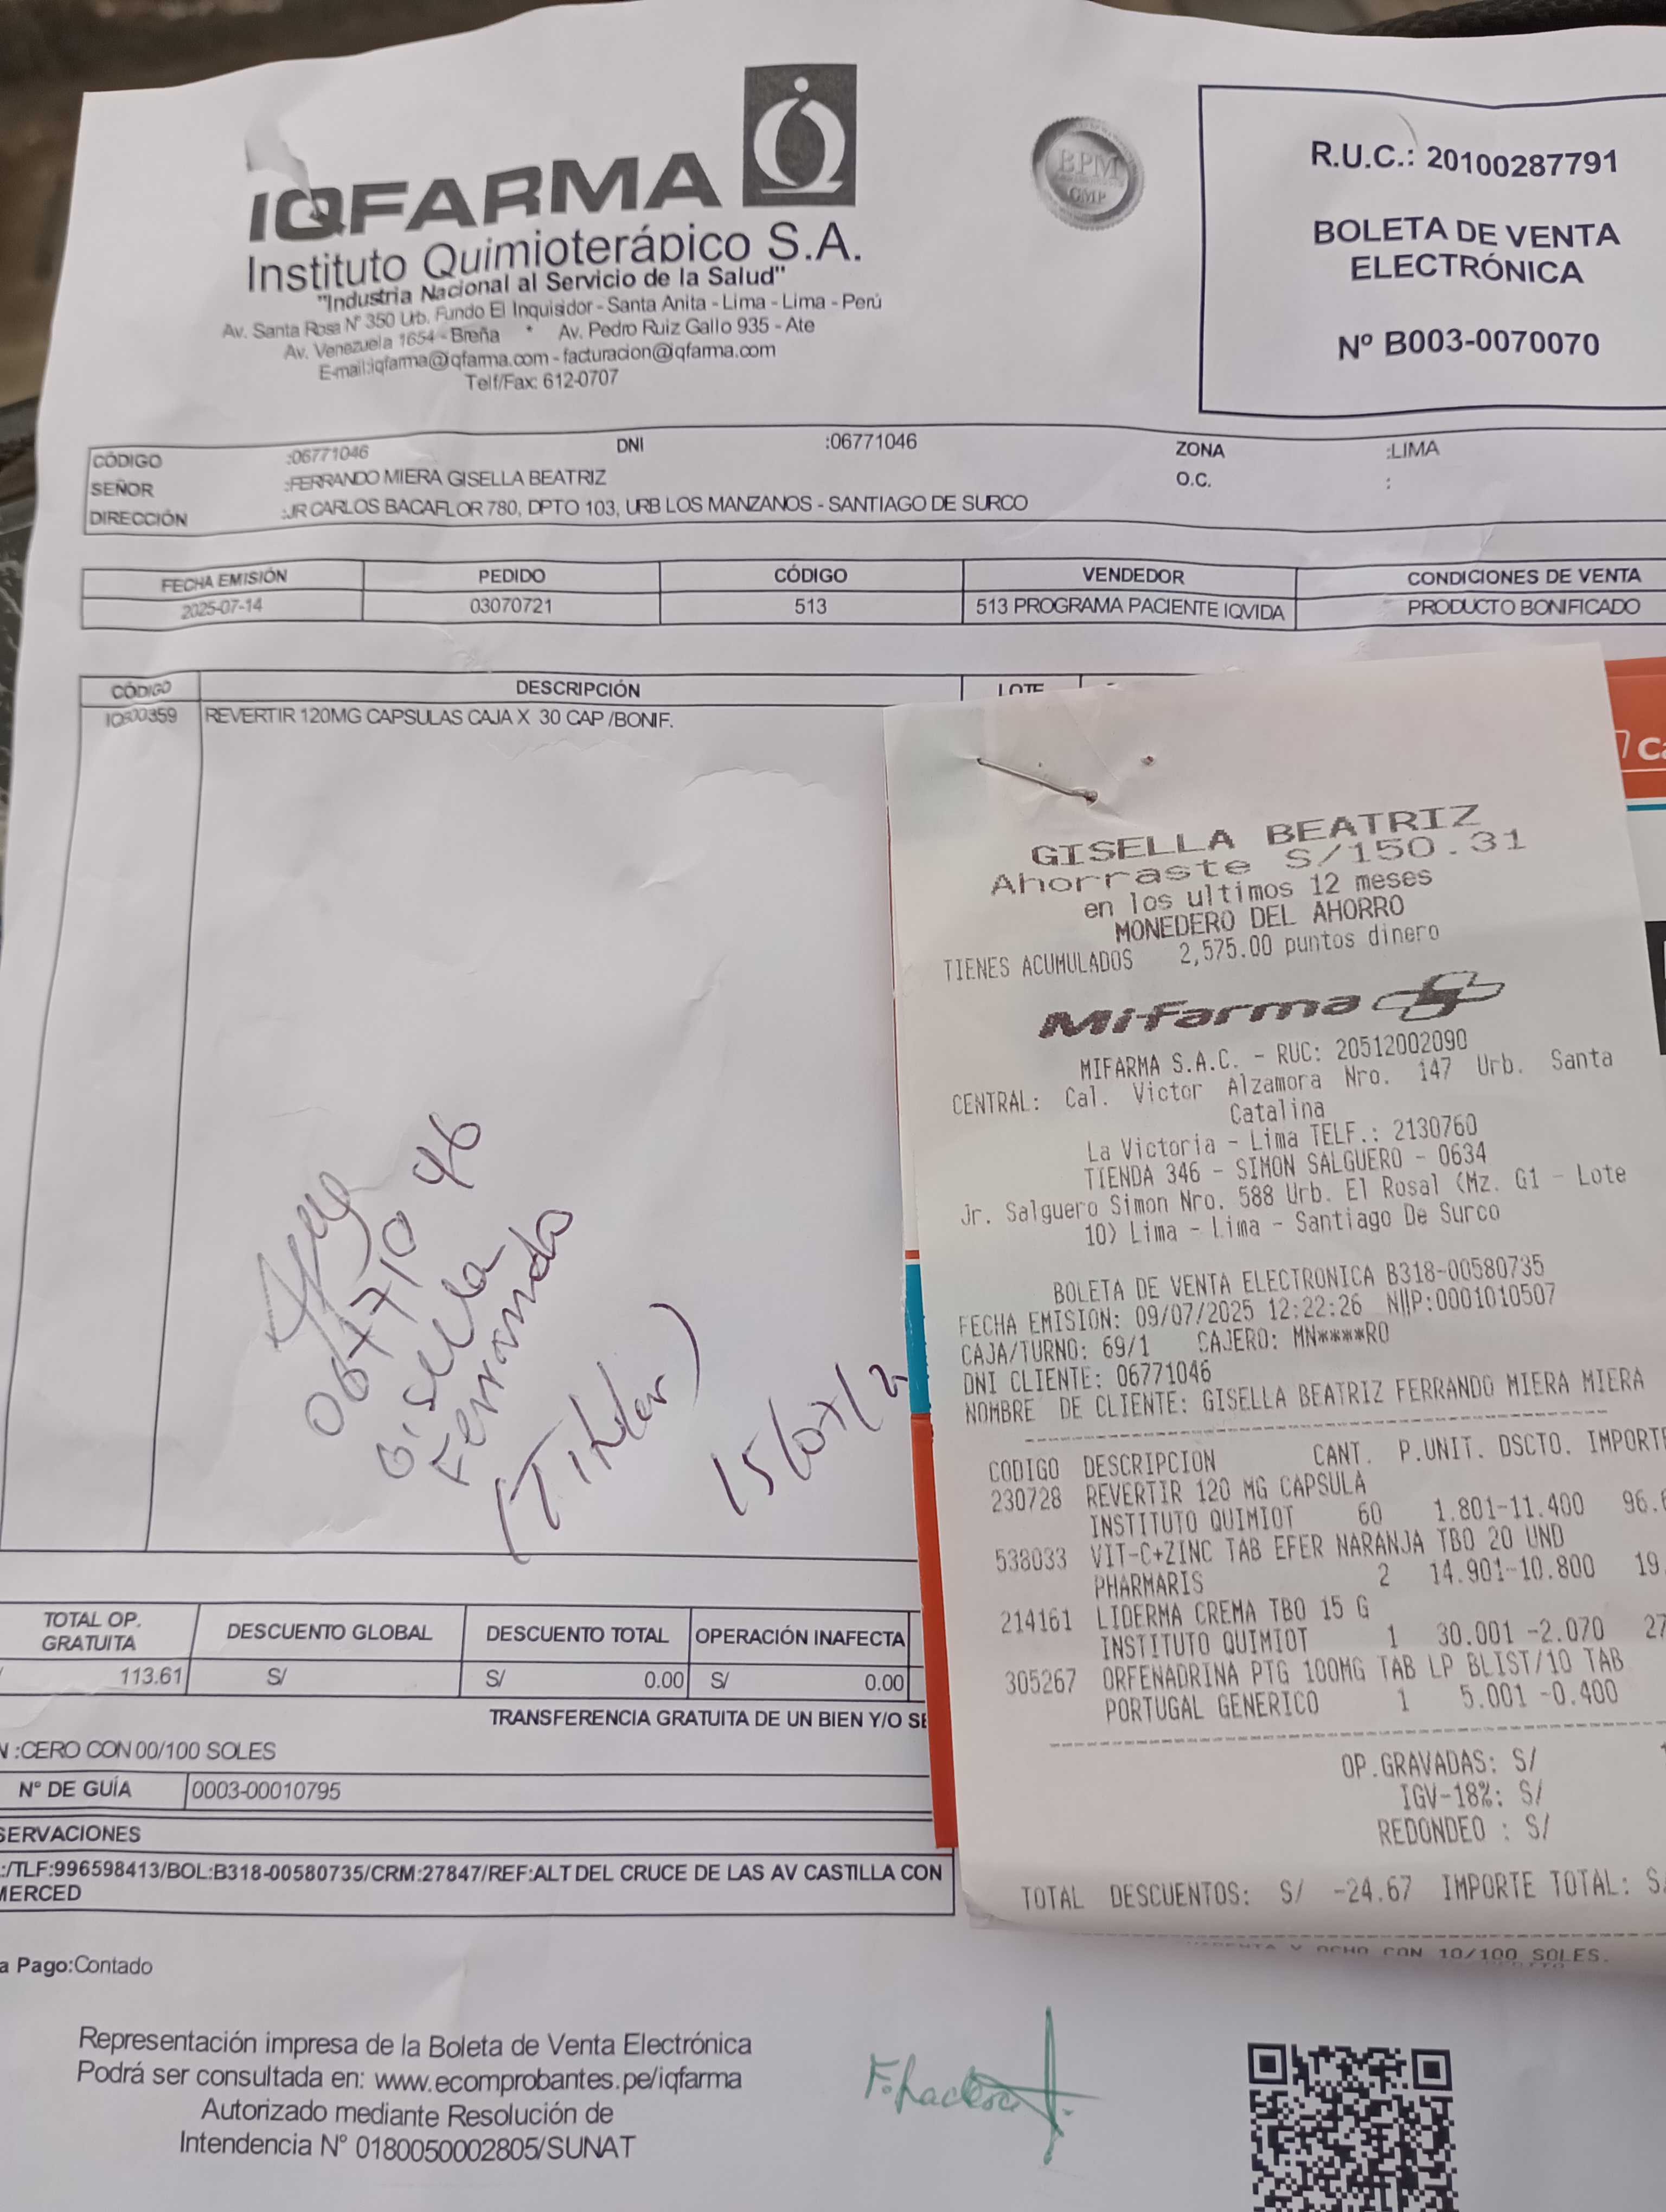 IQFARMA
Instituto Quimioterápico S.A.
"Industria Nacional al Servicio de la Salud"
Av. Santa Rosa N° 350 Urb. Fundo El Inquisidor - Santa Anita - Lima - Lima - Perú
Av. Venezuela 1654 - Breña * Av. Pedro Ruiz Gallo 935 - Ate
E-mail:iqfarma@iqfarma.com - facturacion@iqfarma.com
Telf/Fax: 612-0707
BPM
GMP
R.U.C.: 20100287791
BOLETA DE VENTA
ELECTRÓNICA
Nº B003-0070070
CÓDIGO :06771046 DNI :06771046 ZONA :LIMA
SEÑOR :FERRANDO MIERA GISELLA BEATRIZ O.C. :
DIRECCIÓN :JR CARLOS BACAFLOR 780, DPTO 103, URB LOS MANZANOS - SANTIAGO DE SURCO
FECHA EMISIÓN PEDIDO CÓDIGO VENDEDOR CONDICIONES DE VENTA
2025-07-14 03070721 513 513 PROGRAMA PACIENTE IQVIDA PRODUCTO BONIFICADO
CÓDIGO DESCRIPCIÓN LOTE
IQ500359 REVERTIR 120MG CAPSULAS CAJA X 30 CAP /BONIF.
06771046
Gisella
Ferrando
(Titular)
15/07/2
TOTAL OP. GRATUITA DESCUENTO GLOBAL DESCUENTO TOTAL OPERACIÓN INAFECTA
113.61 S/ S/ 0.00 S/ 0.00
TRANSFERENCIA GRATUITA DE UN BIEN Y/O SE
N :CERO CON 00/100 SOLES
N° DE GUÍA 0003-00010795
SERVACIONES
:/TLF:996598413/BOL:B318-00580735/CRM:27847/REF:ALT DEL CRUCE DE LAS AV CASTILLA CON
MERCED
a Pago:Contado
Representación impresa de la Boleta de Venta Electrónica
Podrá ser consultada en: www.ecomprobantes.pe/iqfarma
Autorizado mediante Resolución de
Intendencia N° 0180050002805/SUNAT
GISELLA BEATRIZ
Ahorraste S/150.31
en los ultimos 12 meses
MONEDERO DEL AHORRO
TIENES ACUMULADOS 2,575.00 puntos dinero
Mifarma
MIFARMA S.A.C. - RUC: 20512002090
CENTRAL: Cal. Victor Alzamora Nro. 147 Urb. Santa
Catalina
La Victoria - Lima TELF.: 2130760
TIENDA 346 - SIMON SALGUERO - 0634
Jr. Salguero Simon Nro. 588 Urb. El Rosal (Mz. G1 - Lote
10) Lima - Lima - Santiago De Surco
BOLETA DE VENTA ELECTRONICA B318-00580735
FECHA EMISION: 09/07/2025 12:22:26 N||P:0001010507
CAJA/TURNO: 69/1 CAJERO: MN****RO
DNI CLIENTE: 06771046
NOMBRE DE CLIENTE: GISELLA BEATRIZ FERRANDO MIERA MIERA
CODIGO DESCRIPCION CANT. P.UNIT. DSCTO. IMPORTE
230728 REVERTIR 120 MG CAPSULA
INSTITUTO QUIMIOT 60 1.801-11.400 96.6
538033 VIT-C+ZINC TAB EFER NARANJA TBO 20 UND
PHARMARIS 2 14.901-10.800 19.
214161 LIDERMA CREMA TBO 15 G
INSTITUTO QUIMIOT 1 30.001 -2.070 27
305267 ORFENADRINA PTG 100MG TAB LP BLIST/10 TAB
PORTUGAL GENERICO 1 5.001 -0.400
OP.GRAVADAS: S/
IGV-18%: S/
REDONDEO : S/
TOTAL DESCUENTOS: S/ -24.67 IMPORTE TOTAL: S/
Y OCHO CON 10/100 SOLES.